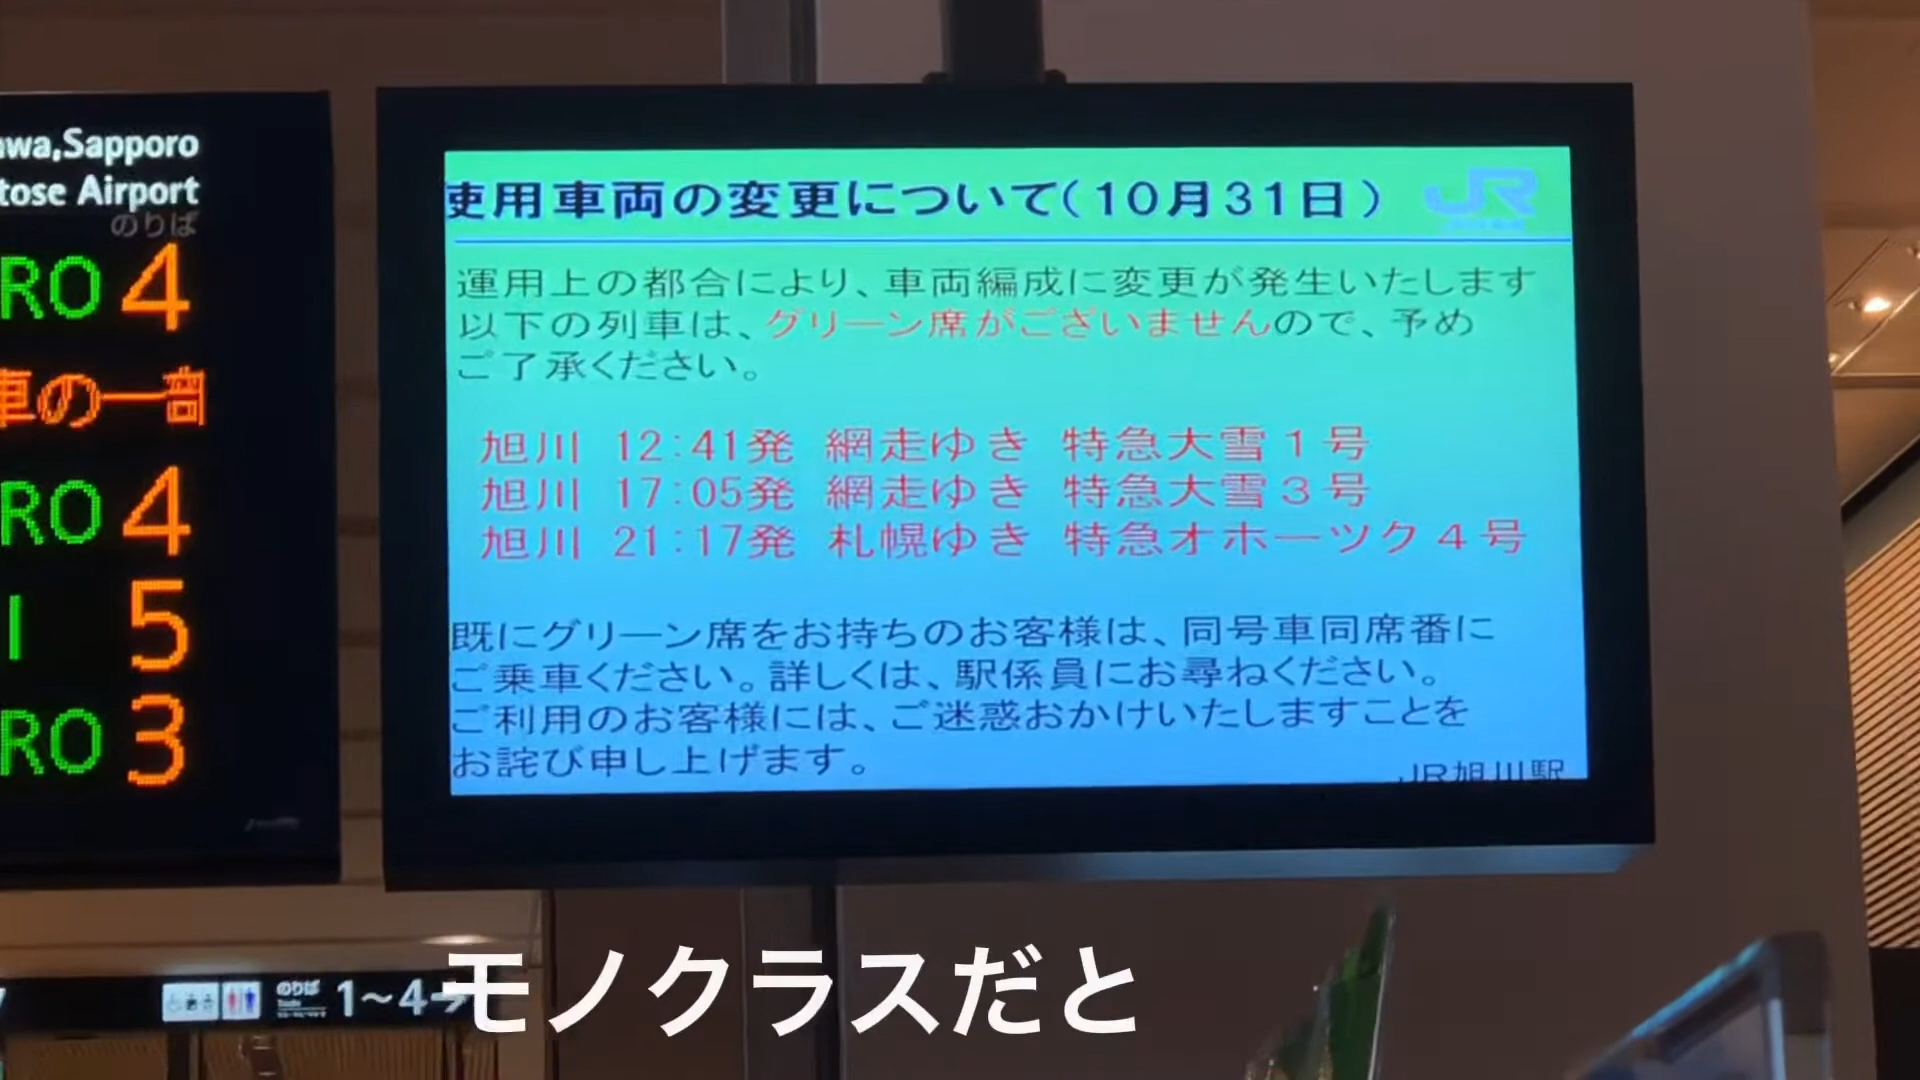 awa,Sapporo
tose Airport
のりば
RO 4
車の一部
RO 4
I 5
RO 3
使用車両の変更について(10月31日)
JR
運用上の都合により、車両編成に変更が発生いたします
以下の列車は、グリーン席がございませんので、予め
ご了承ください。
旭川 12:41発 網走ゆき 特急大雪1号
旭川 17:05発 網走ゆき 特急大雪3号
旭川 21:17発 札幌ゆき 特急オホーツク4号
既にグリーン席をお持ちのお客様は、同号車同席番に
ご乗車ください。詳しくは、駅係員にお尋ねください。
ご利用のお客様には、ご迷惑おかけいたしますことを
お詫び申し上げます。
JR旭川駅
のりば 1~4→
モノクラスだと